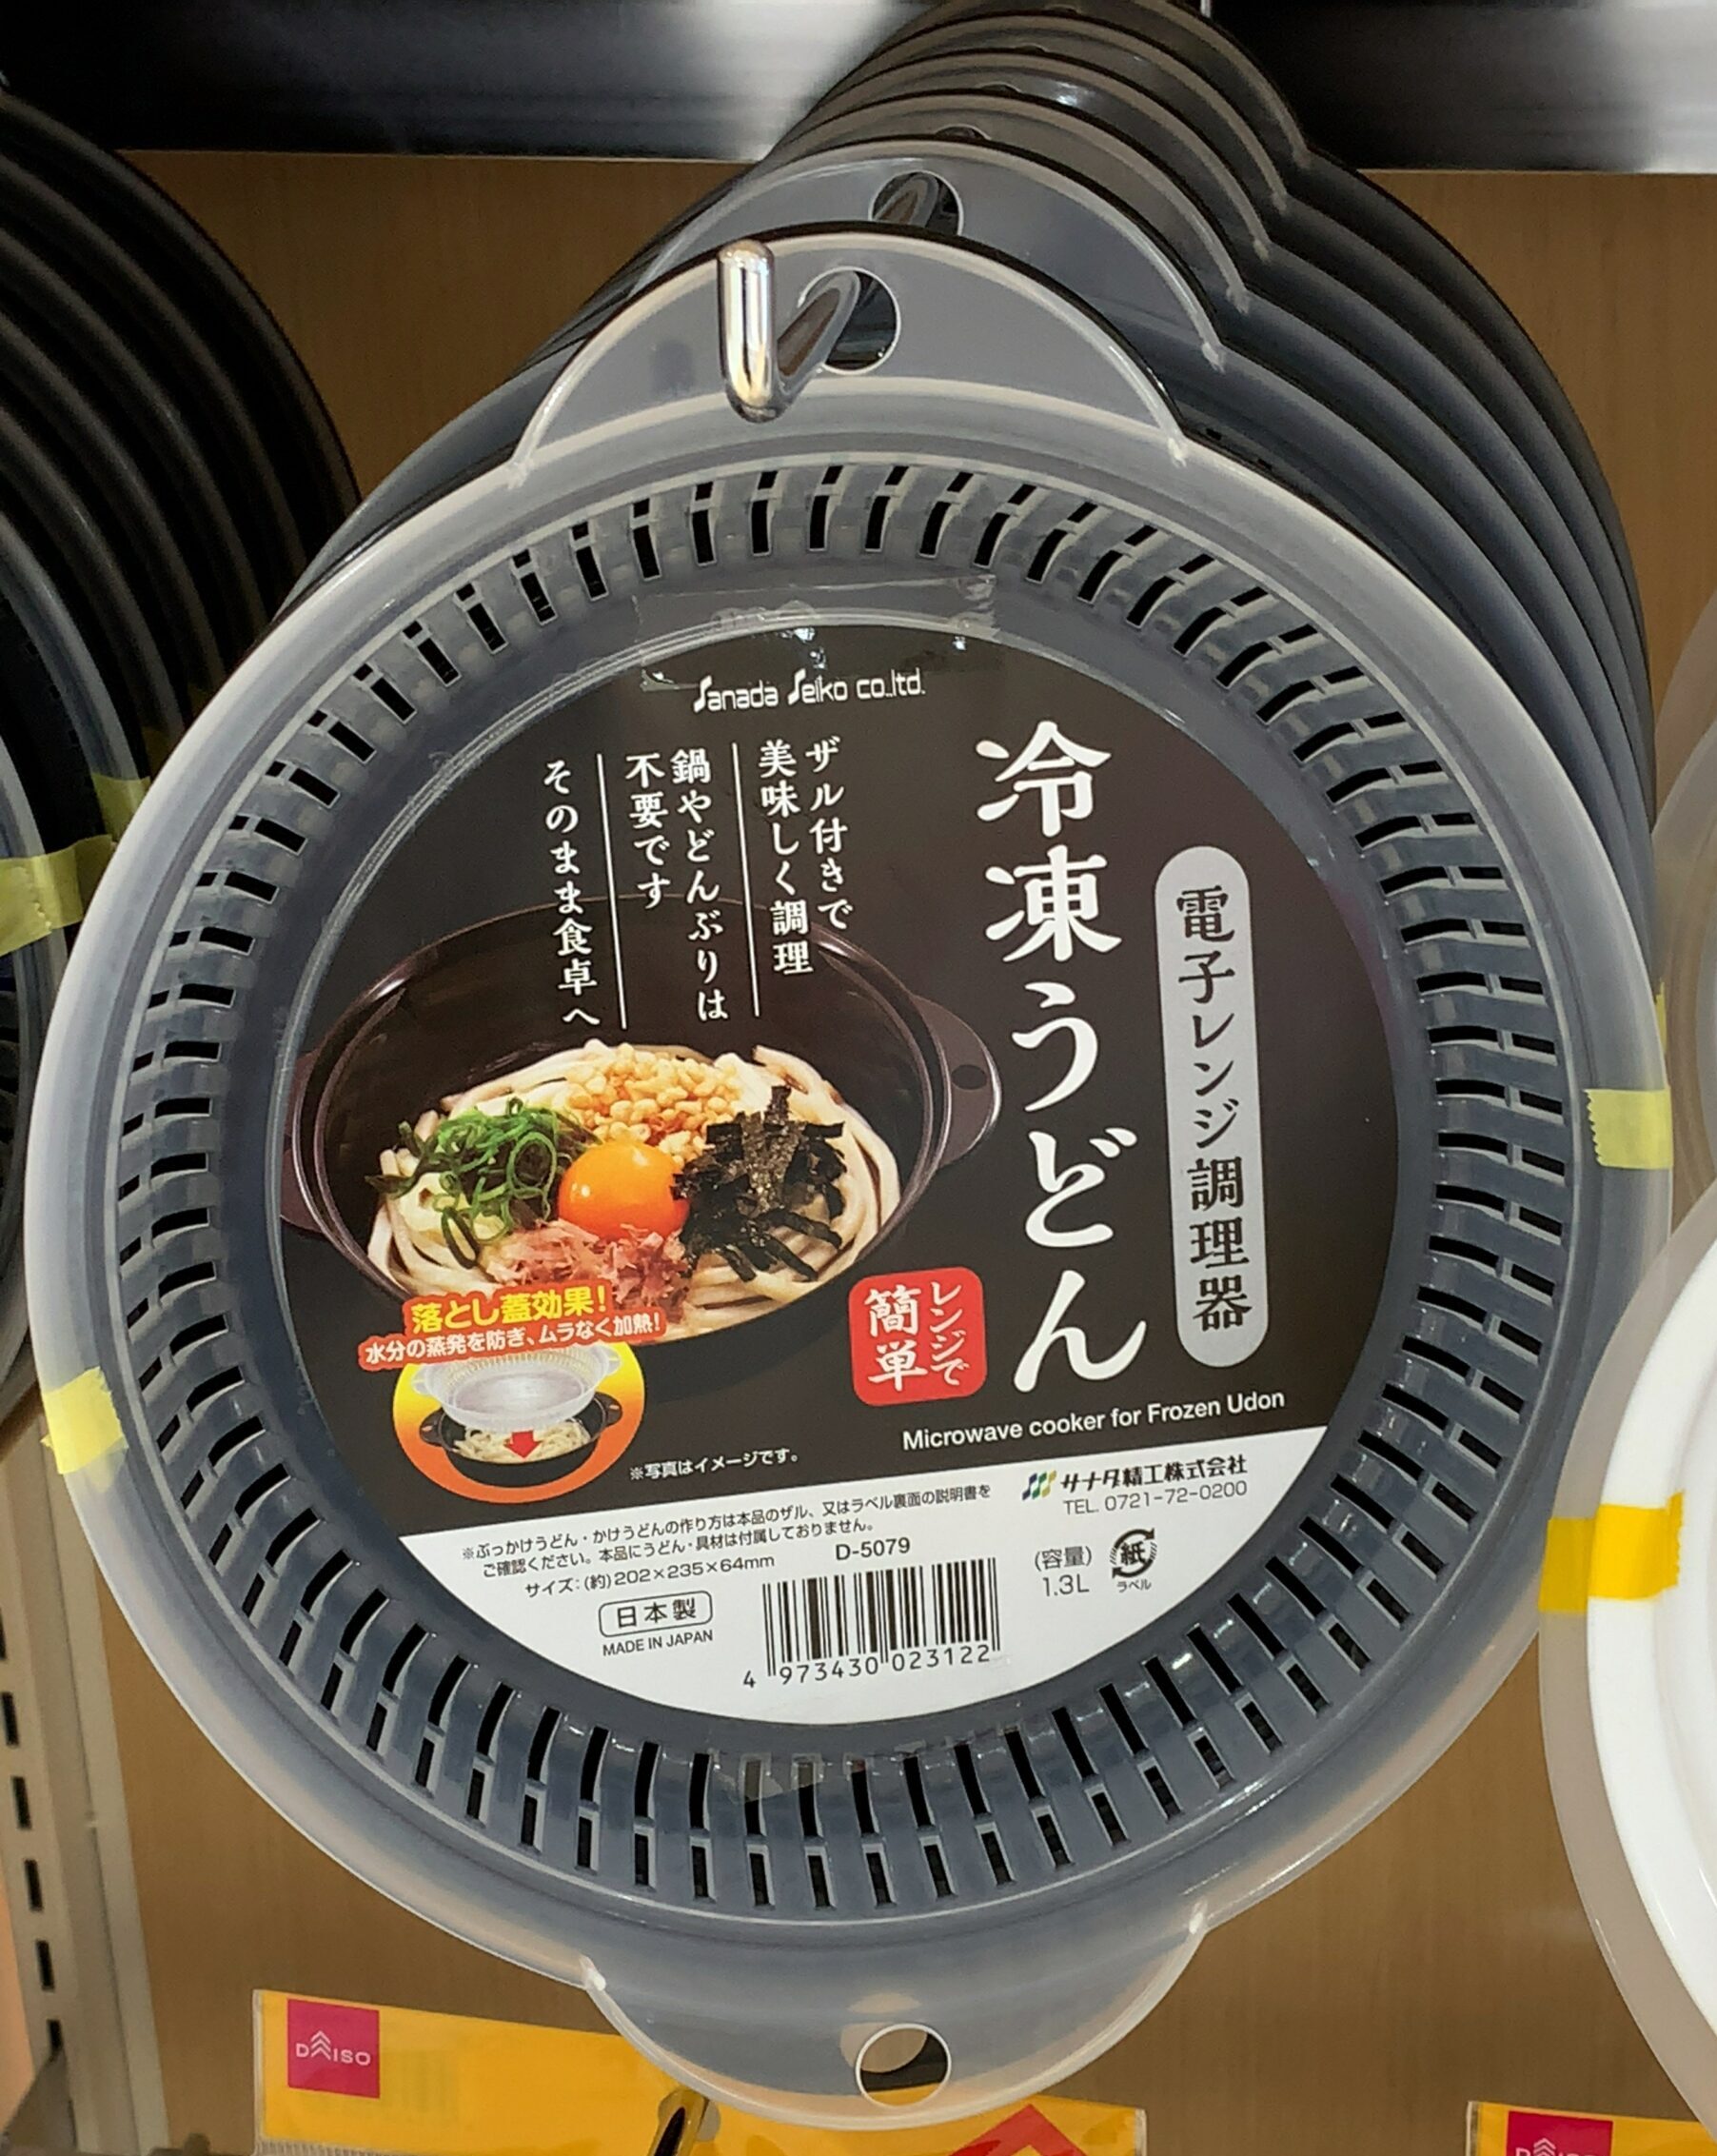 Sanada Seiko co.,ltd.
電子レンジ調理器
冷凍うどん
ザル付きで
美味しく調理
鍋やどんぶりは
不要です
そのまま食卓へ
レンジで
簡単
落とし蓋効果!
水分の蒸発を防ぎ、ムラなく加熱!
Microwave cooker for Frozen Udon
※写真はイメージです。
サナダ精工株式会社
TEL. 0721-72-0200
※ぶっかけうどん・かけうどんの作り方は本品のザル、又はラベル裏面の説明書を
ご確認ください。本品にうどん・具材は付属しておりません。
サイズ:(約)202×235×64mm
D-5079
(容量)
1.3L
紙
ラベル
日本製
MADE IN JAPAN
4 973430 023122
DAISO